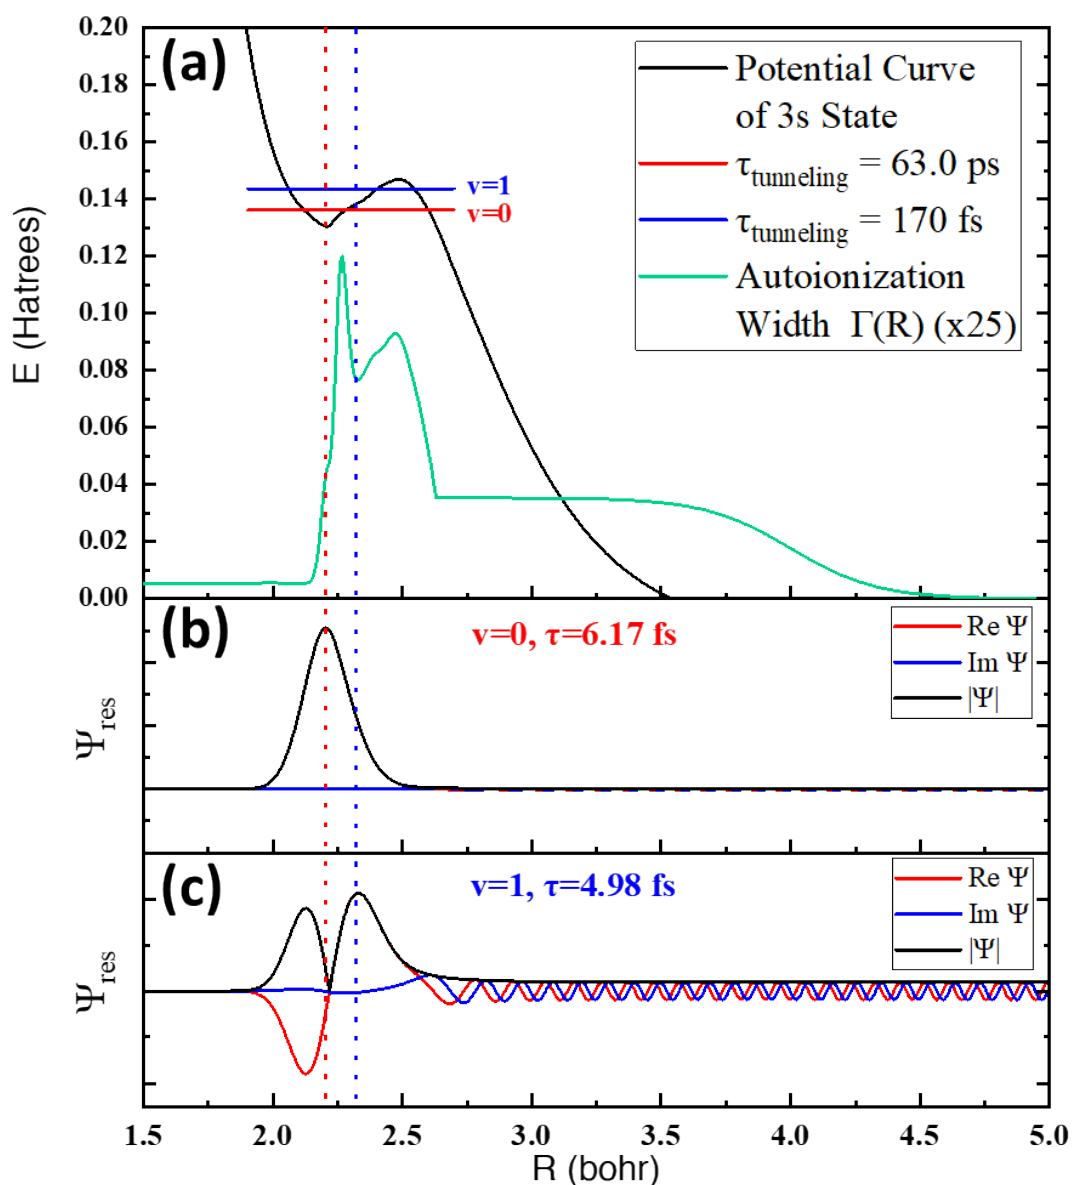 (a)
0.20
0.18
0.16
0.14
0.12
0.10
0.08
0.06
0.04
0.02
0.00
E (Hatrees)
v=1
v=0
Potential Curve
of 3s State
τtunneling = 63.0 ps
τtunneling = 170 fs
Autoionization
Width Γ(R) (x25)
(b)
v=0, τ=6.17 fs
Re Ψ
Im Ψ
|Ψ|
Ψres
(c)
v=1, τ=4.98 fs
Re Ψ
Im Ψ
|Ψ|
Ψres
1.5 2.0 2.5 3.0 3.5 4.0 4.5 5.0
R (bohr)